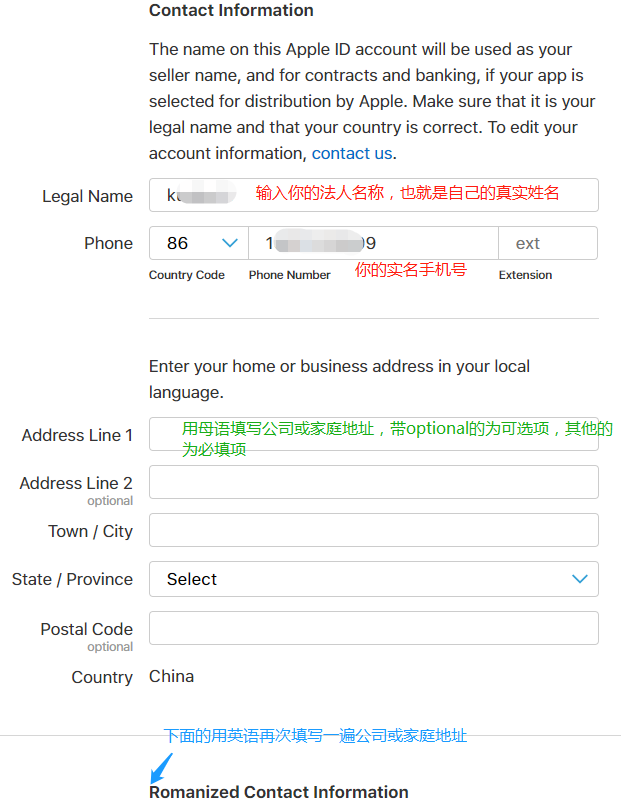 Contact Information
The name on this Apple ID account will be used as your
seller name, and for contracts and banking, if your app is
selected for distribution by Apple. Make sure that it is your
legal name and that your country is correct. To edit your
account information, contact us.
Legal Name 输入你的法人名称，也就是自己的真实姓名
Phone 86 1 9 ext
Country Code Phone Number 你的实名手机号 Extension
Enter your home or business address in your local
language.
Address Line 1 用母语填写公司或家庭地址，带optional的为可选项，其他的
为必填项
Address Line 2
optional
Town / City
State / Province Select
Postal Code
optional
Country China
下面的用英语再次填写一遍公司或家庭地址
Romanized Contact Information